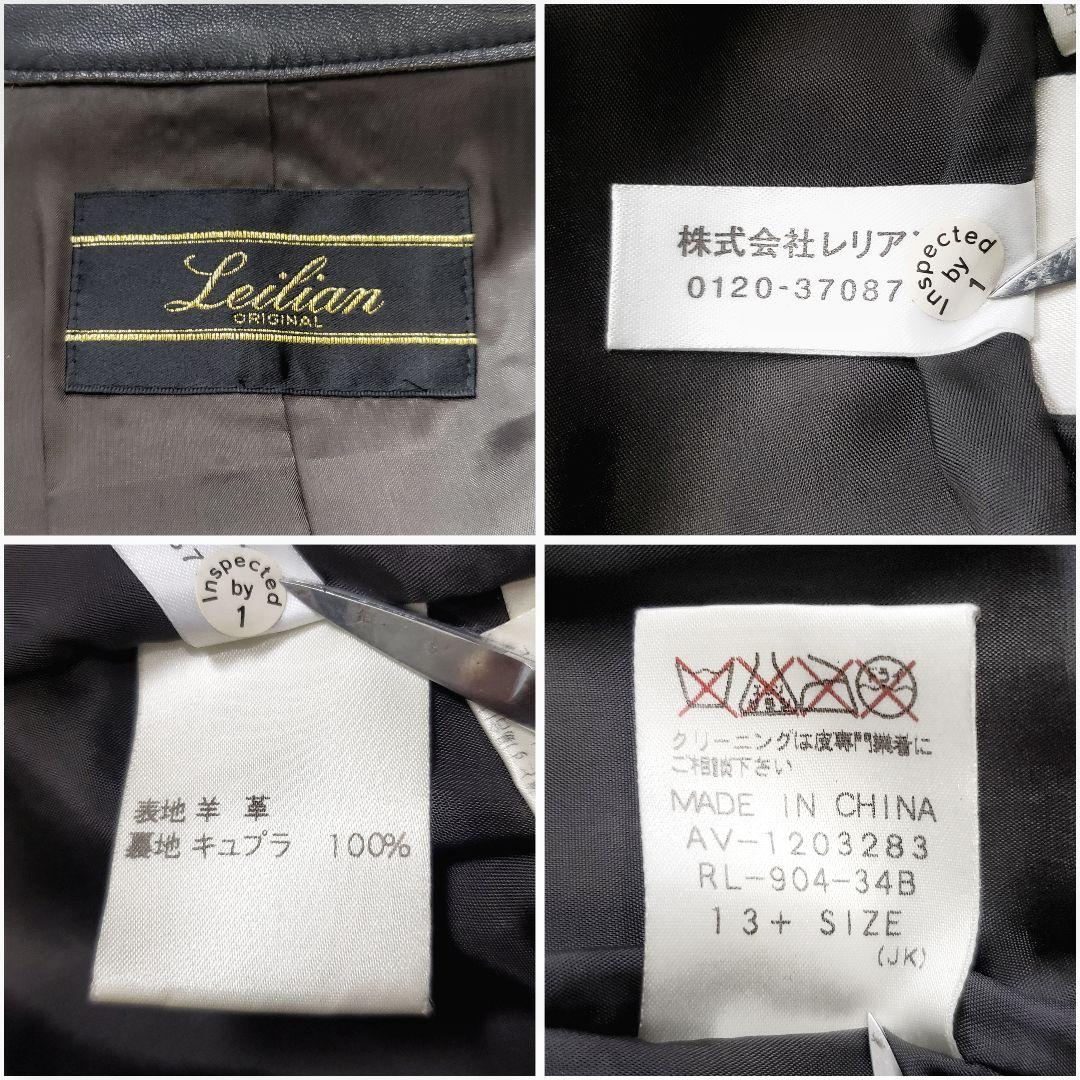 Leilian
ORIGINAL
株式会社レリア
0120-37087
Inspected
by
1
Inspected
by
1
表地 羊 革
裏地 キュプラ 100%
クリーニングは皮専門業者に
ご相談下さい
MADE IN CHINA
AV-1203283
RL-904-34B
13+ SIZE
(JK)